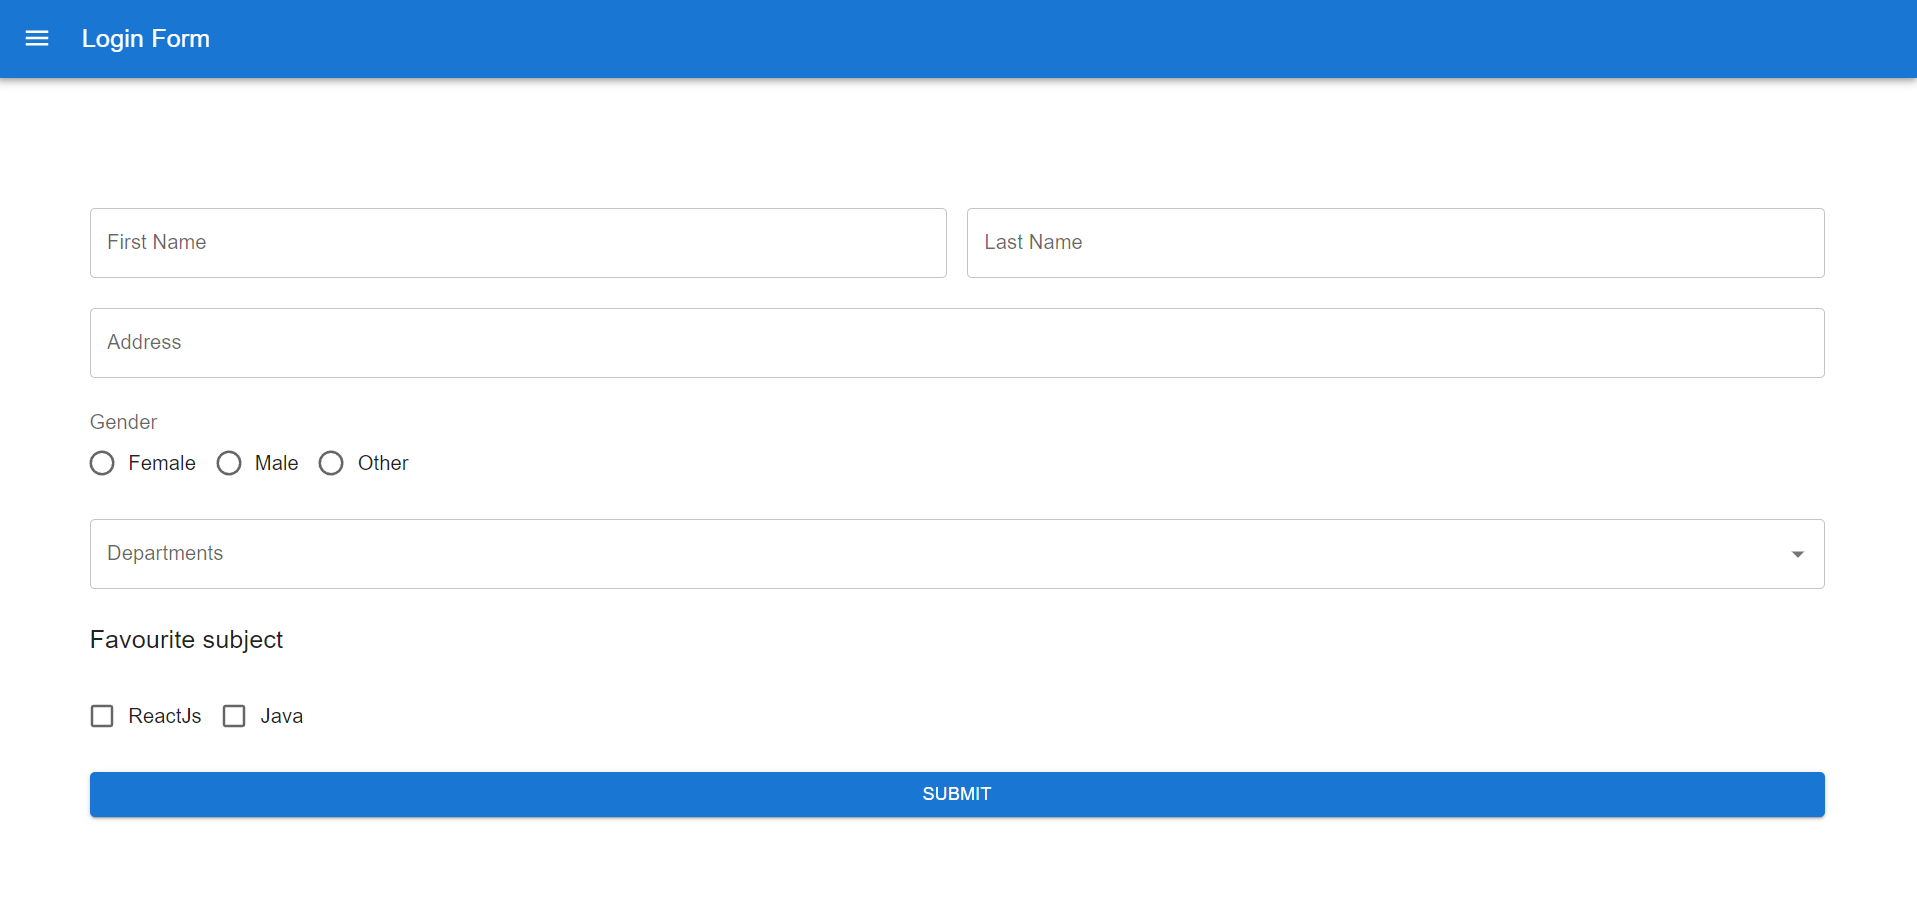 Login Form
First Name
Last Name
Address
Gender
Female Male Other
Departments
Favourite subject
ReactJs Java
SUBMIT